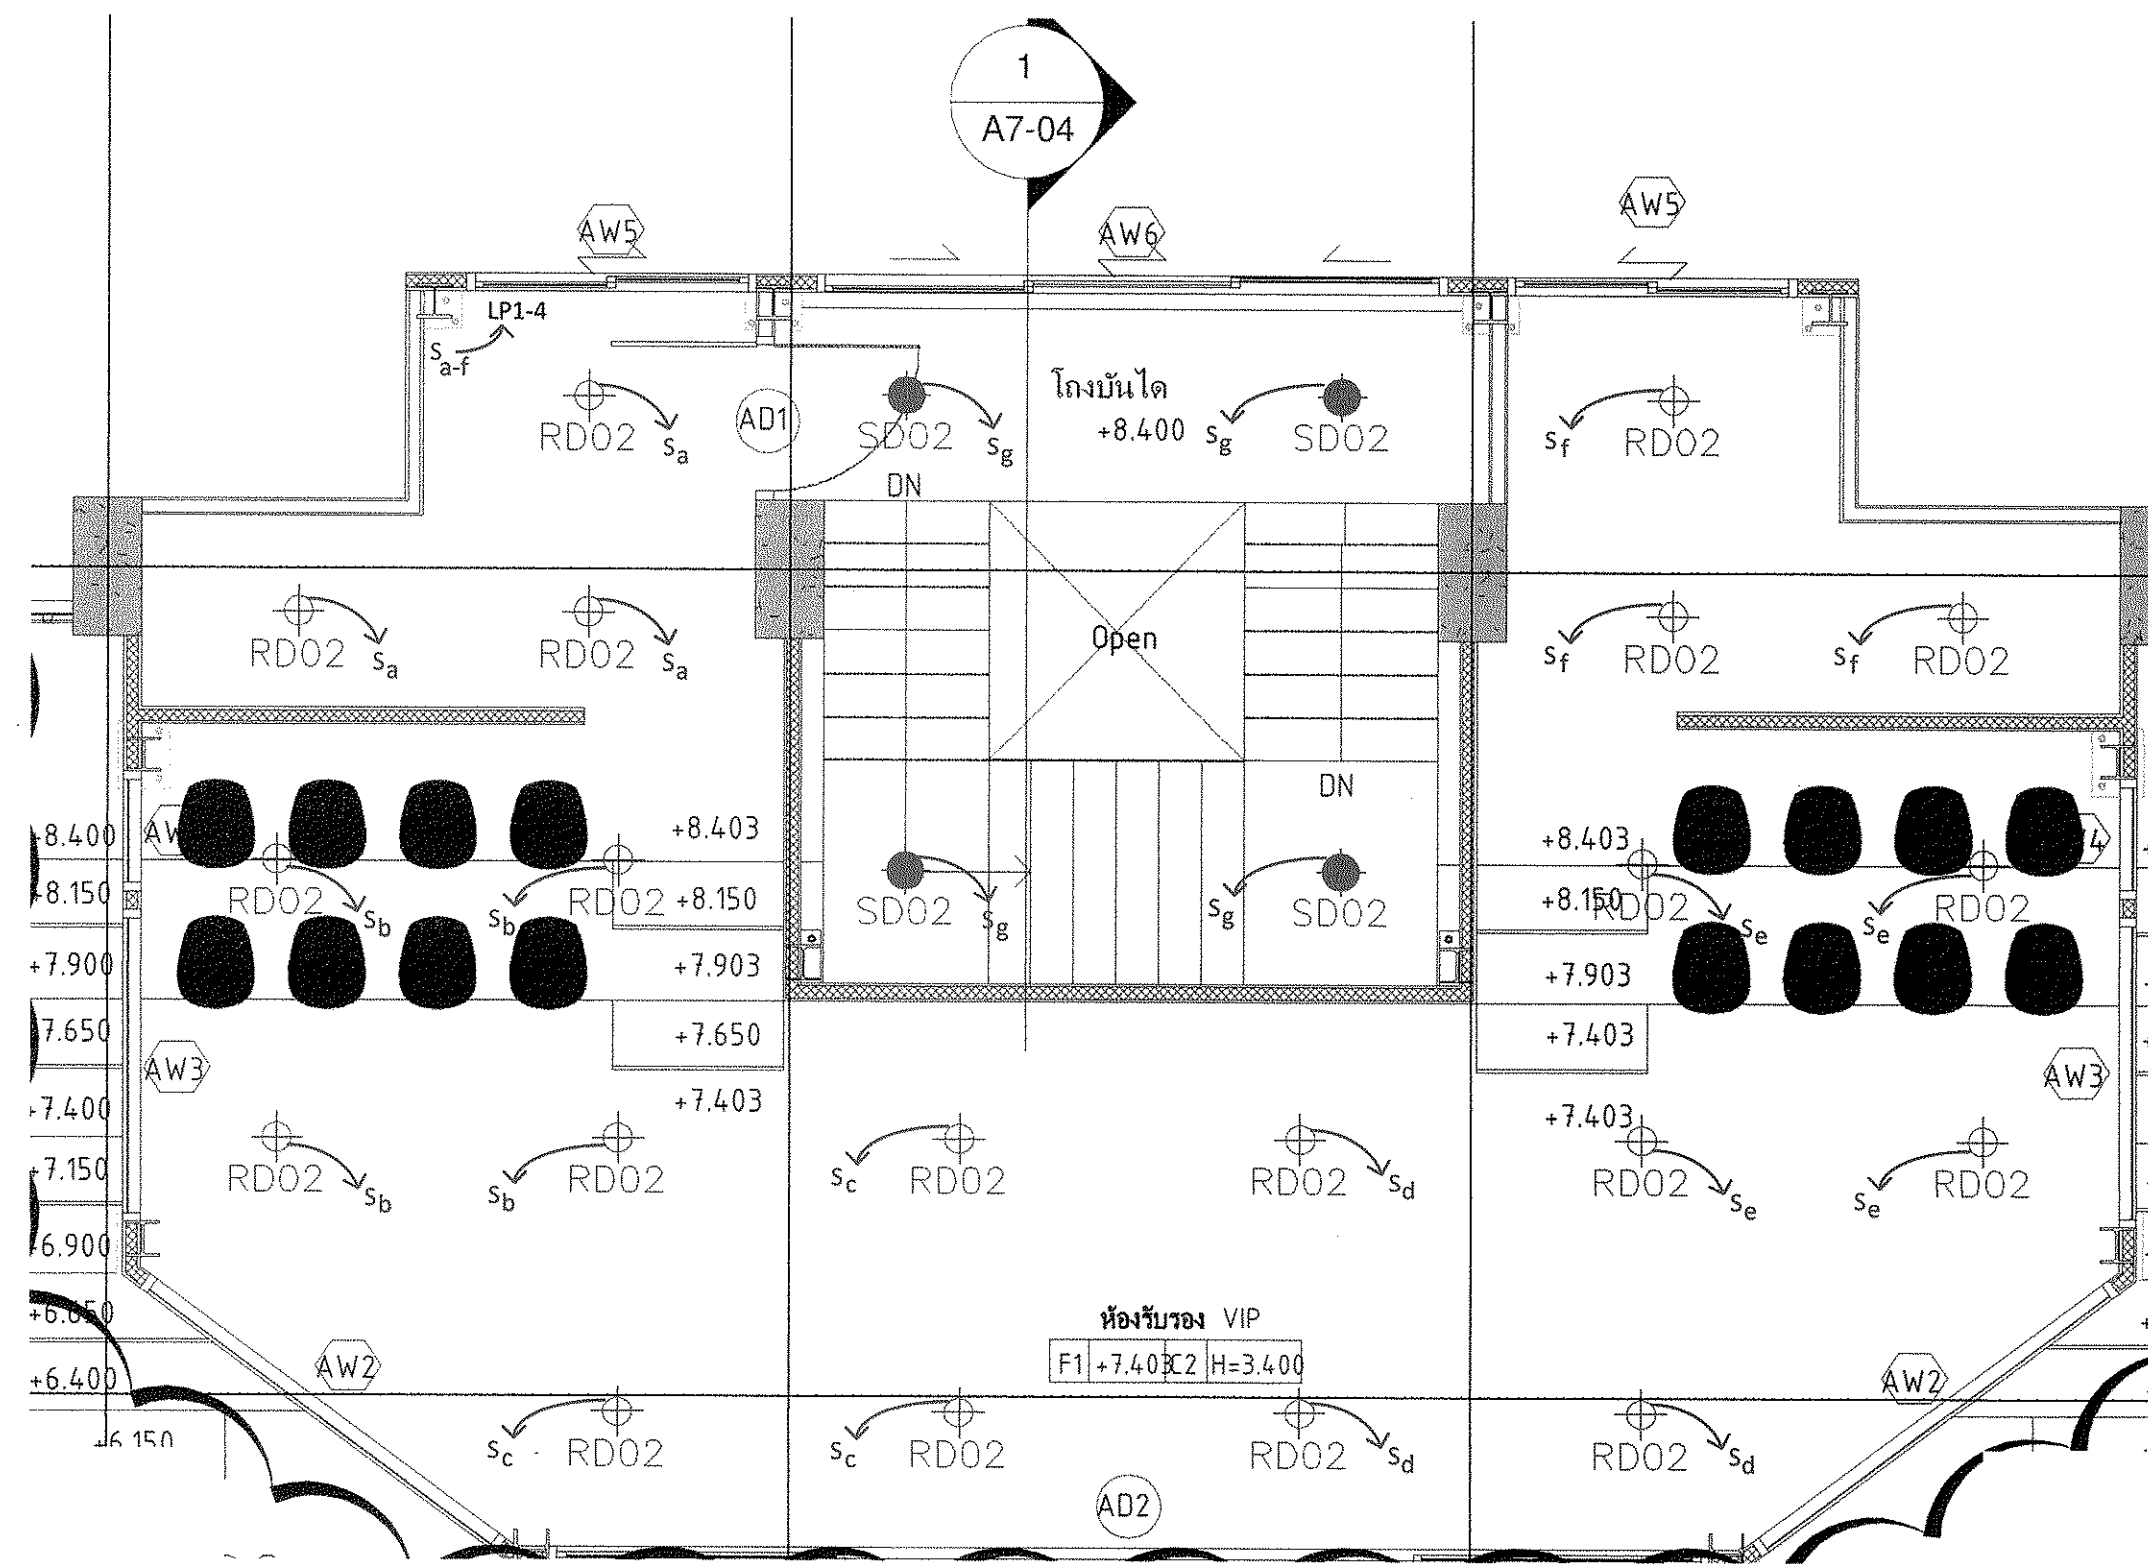 1
A7-04
AW5
AW6
AW5
LP1-4
Sa-f
RD02
Sa
AD1
SD02
Sg
โถงบันได
+8.400
Sg
SD02
Sf
RD02
DN
RD02
Sa
RD02
Sa
Open
Sf
RD02
Sf
RD02
DN
+8.400
+8.403
+8.403
+8.150
RD02
Sb
Sb
RD02
+8.150
SD02
Sg
Sg
SD02
+8.150
RD02
Se
Se
RD02
+7.900
+7.903
+7.903
+7.650
+7.650
+7.403
AW3
AW3
+7.400
+7.403
+7.403
+7.150
RD02
Sb
Sb
RD02
Sc
RD02
RD02
Sd
RD02
Se
Se
RD02
+6.900
+6.650
ห้องรับรอง VIP
F1 +7.403 C2 H=3.400
+6.400
AW2
AW2
+6.150
Sc
RD02
Sc
RD02
RD02
Sd
RD02
Sd
AD2